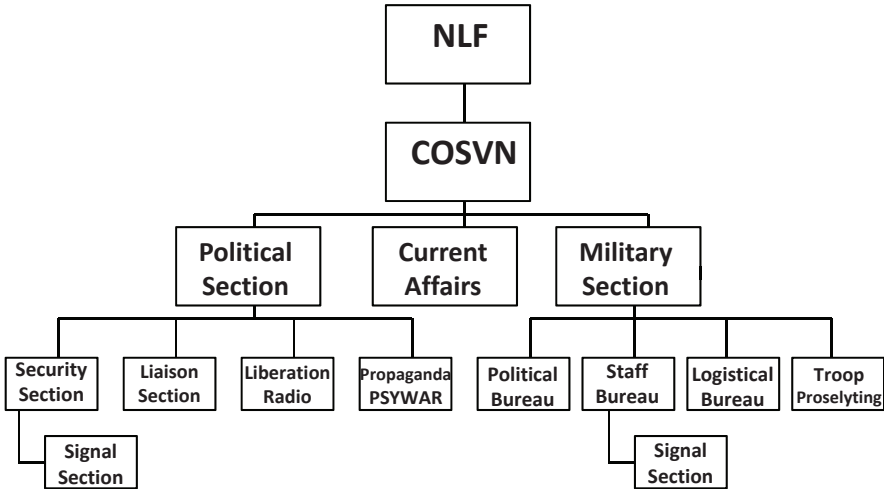 NLF
COSVN
Political
Section
Current
Affairs
Military
Section
Security
Section
Liaison
Section
Liberation
Radio
Propaganda
PSYWAR
Political
Bureau
Staff
Bureau
Logistical
Bureau
Troop
Proselyting
Signal
Section
Signal
Section